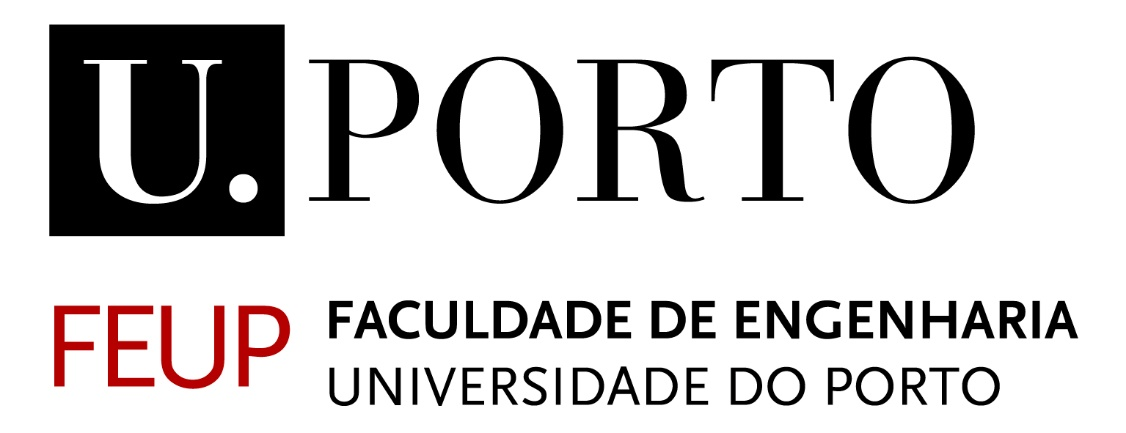 U. PORTO
FEUP FACULDADE DE ENGENHARIA
UNIVERSIDADE DO PORTO